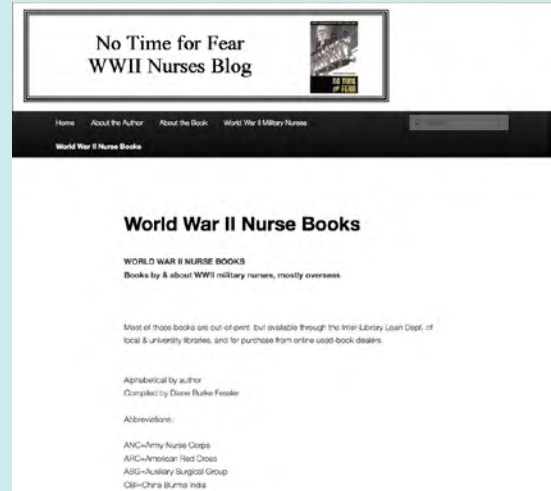 No Time for Fear
WWII Nurses Blog
NO TIME
FEAR
Home About the Author About the Book World War II Military Nurses
World War II Nurse Books
World War II Nurse Books
WORLD WAR II NURSE BOOKS
Books by & about WWII military nurses, mostly overseas
Most of these books are out-of-print, but available through the Inter-Library Loan Dept. of
local & university libraries, and for purchase from online used-book dealers.
Alphabetical by author
Compiled by Diane Burke Fessler
Abbreviations:
ANC=Army Nurse Corps
ARC=American Red Cross
ASG=Auxiliary Surgical Group
CBI=China Burma India